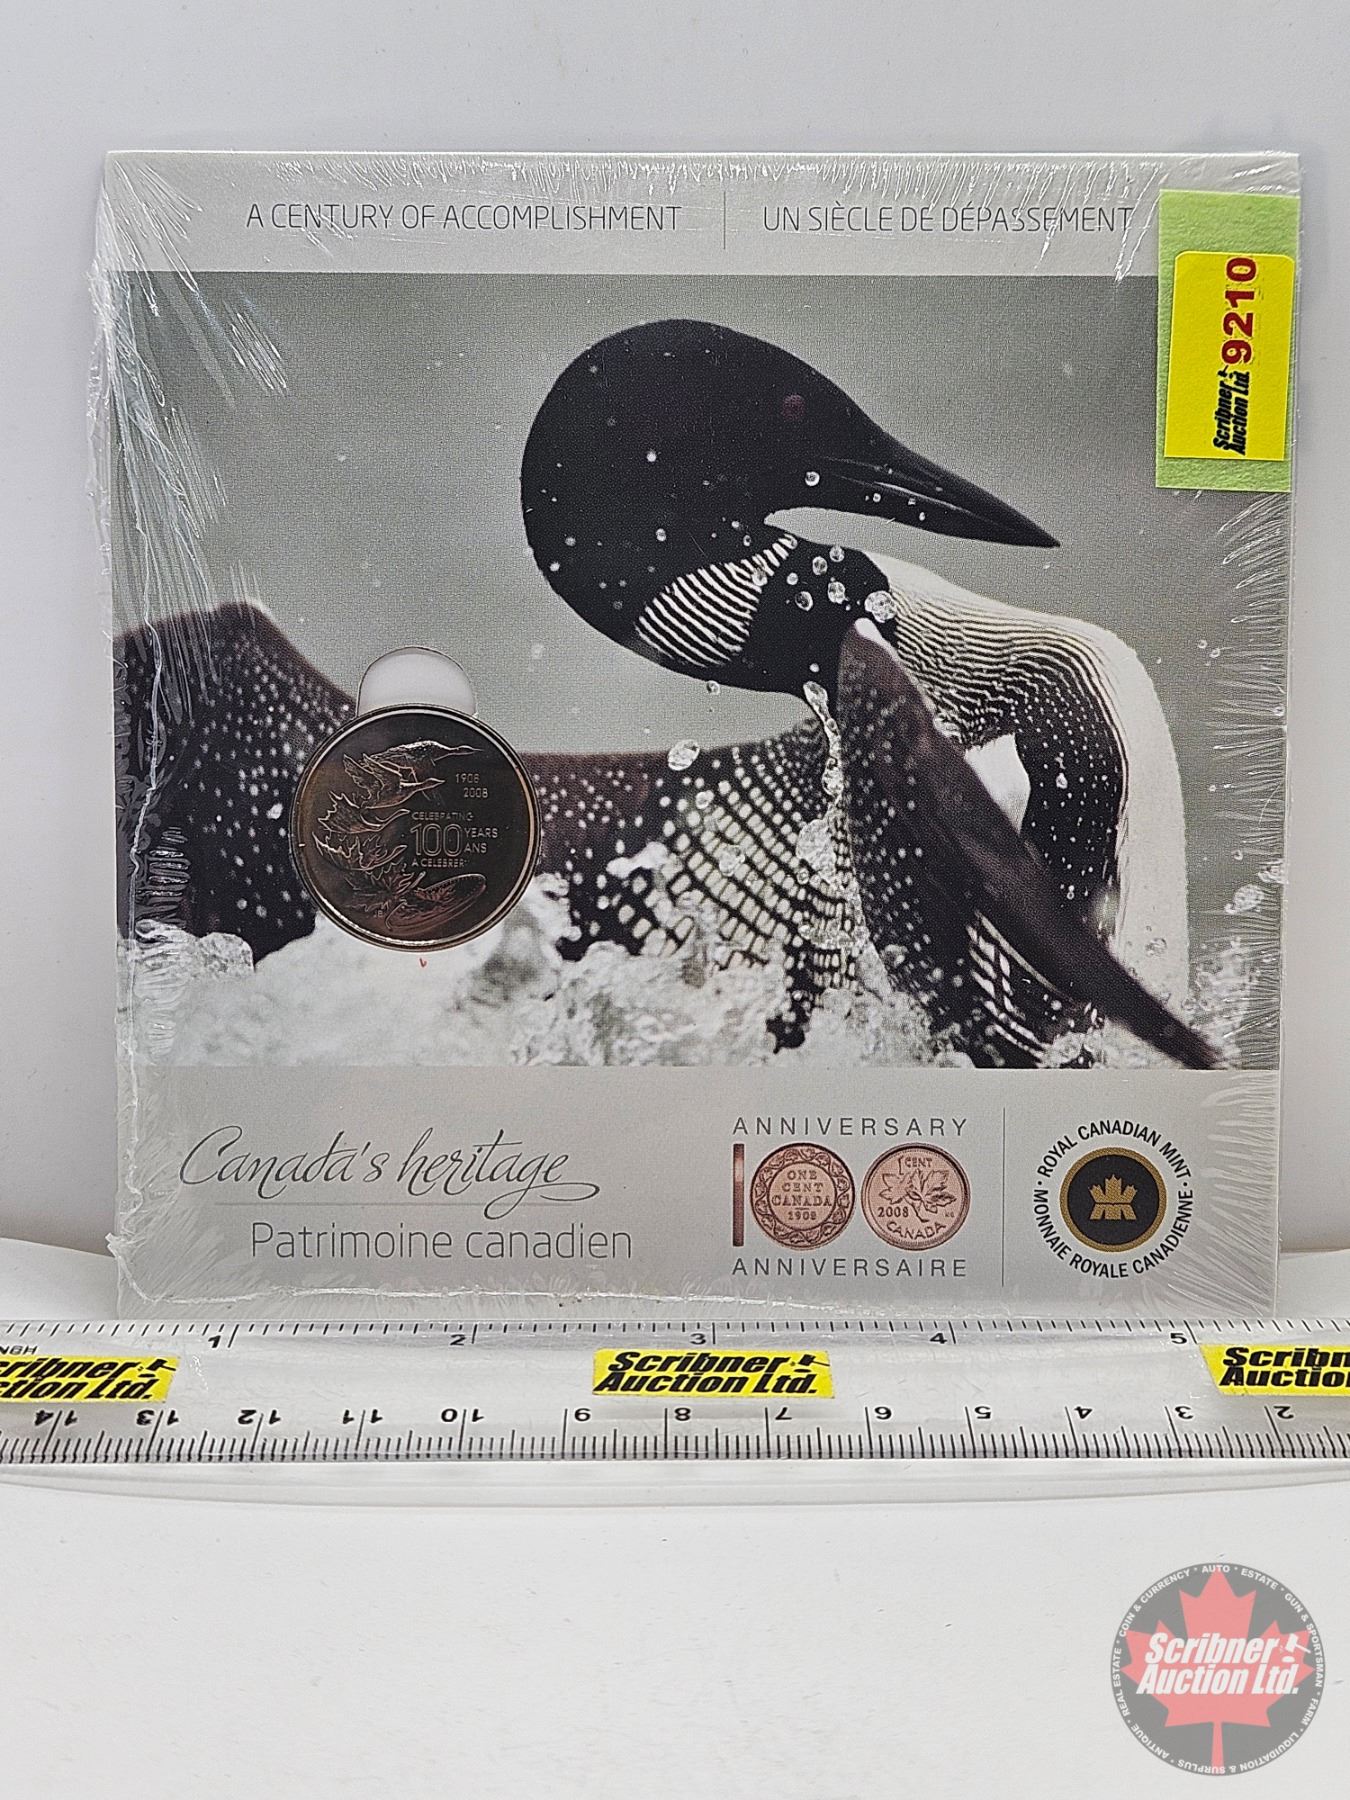 A CENTURY OF ACCOMPLISHMENT
UN SIÈCLE DE DÉPASSEMENT
Scribner
Auction Ltd.
9210
1908
2008
CELEBRATING
100 YEARS
ANS
À CÉLÉBRER
Canada's heritage
Patrimoine canadien
ANNIVERSARY
ONE
CENT
CANADA
1908
1 CENT
2008
CANADA
ANNIVERSAIRE
ROYAL CANADIAN MINT
MONNAIE ROYALE CANADIENNE
1 2 3 4 5
Scribner
Auction Ltd.
Scribner
Auction Ltd.
14 13 12 11 10 9 8 7 6 5 4 3 2
COIN & CURRENCY • AUTO • ESTATE • GUN & SPORTSMAN • FARM • LIQUIDATION & SURPLUS • ANTIQUE • REAL ESTATE
Scribner
Auction Ltd.